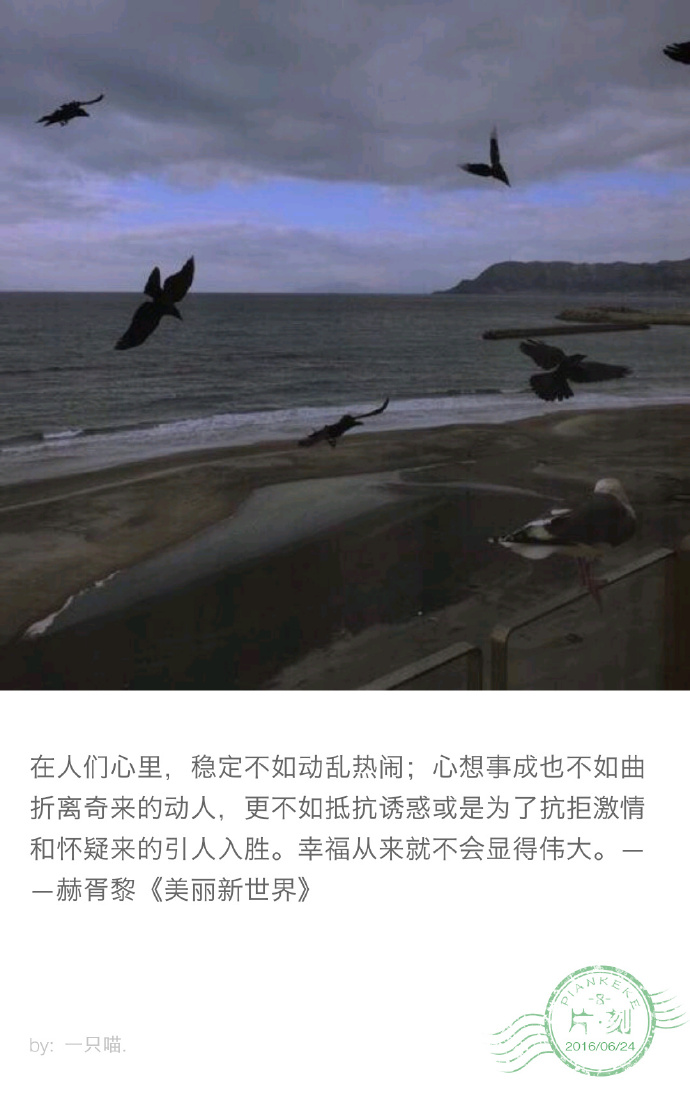 在人们心里，稳定不如动乱热闹；心想事成也不如曲
折离奇来的动人，更不如抵抗诱惑或是为了抗拒激情
和怀疑来的引人入胜。幸福从来就不会显得伟大。—
—赫胥黎《美丽新世界》
by: 一只喵.
PIANKEKE
片·刻
2016/06/24